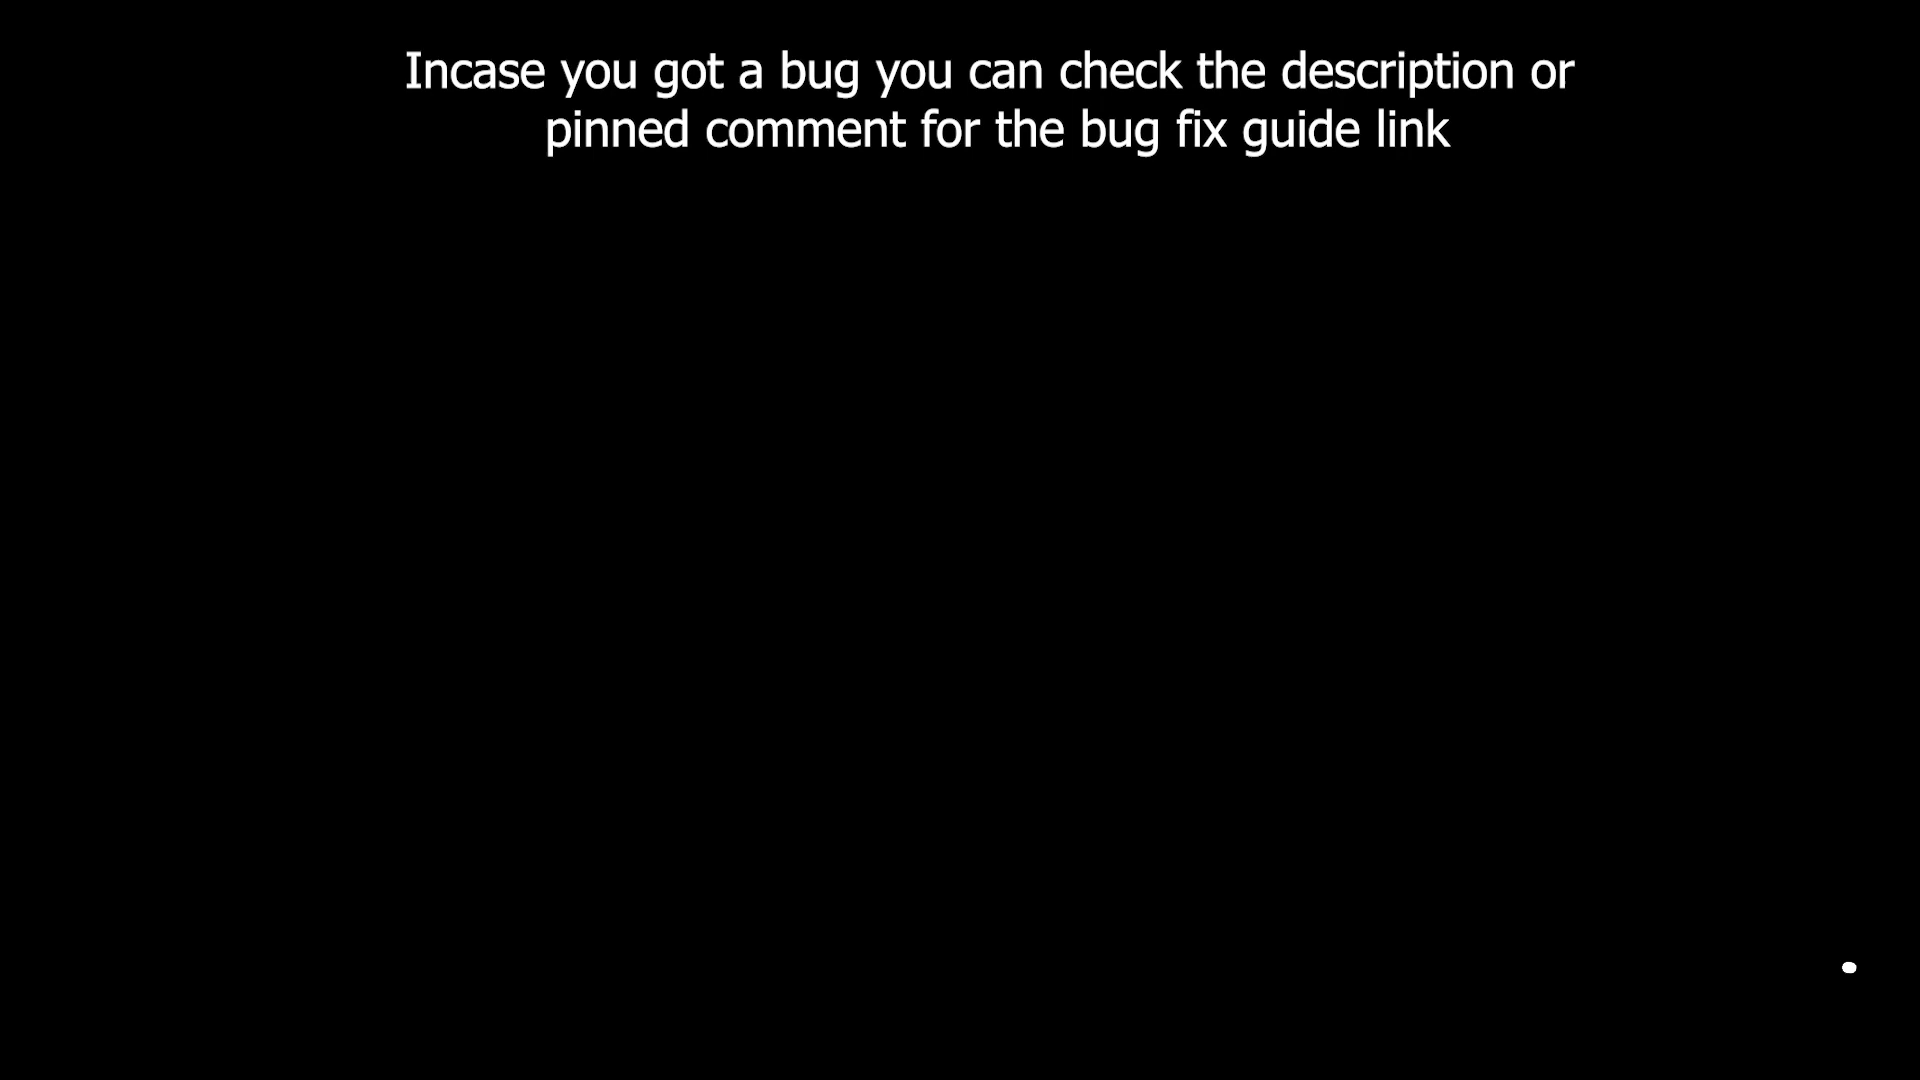 Incase you got a bug you can check the description or
pinned comment for the bug fix guide link